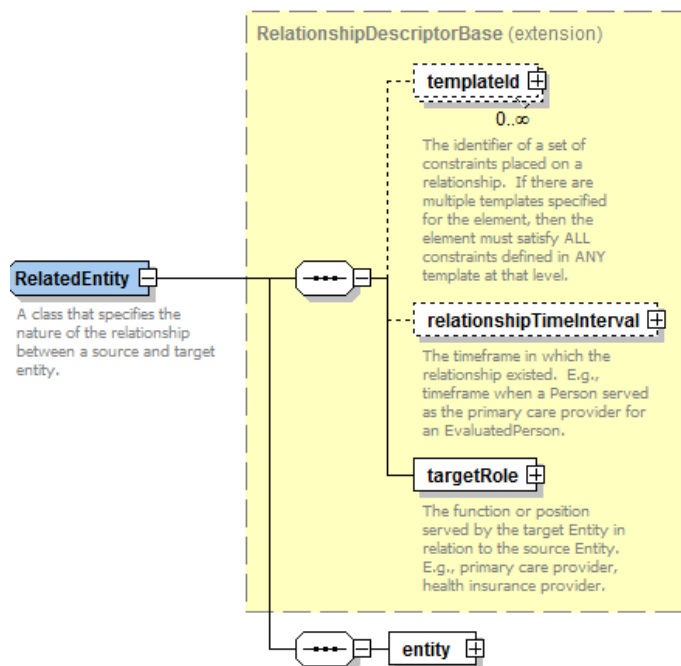 RelationshipDescriptorBase (extension)
templateId
0..∞
The identifier of a set of
constraints placed on a
relationship.  If there are
multiple templates specified
for the element, then the
element must satisfy ALL
constraints defined in ANY
template at that level.
RelatedEntity
A class that specifies the
nature of the relationship
between a source and target
entity.
relationshipTimeInterval
The timeframe in which the
relationship existed.  E.g.,
timeframe when a Person served
as the primary care provider for
an EvaluatedPerson.
targetRole
The function or position
served by the target Entity in
relation to the source Entity.
E.g., primary care provider,
health insurance provider.
entity